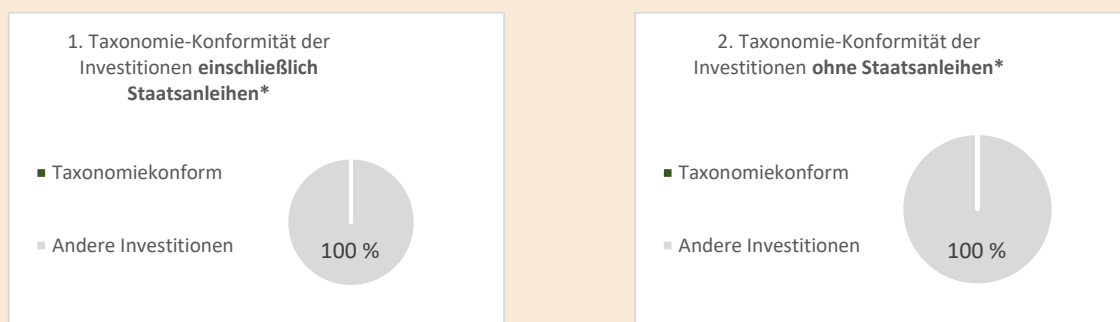 1. Taxonomie-Konformität der
Investitionen einschließlich
Staatsanleihen*
Taxonomiekonform
Andere Investitionen
100 %
2. Taxonomie-Konformität der
Investitionen ohne Staatsanleihen*
Taxonomiekonform
Andere Investitionen
100 %